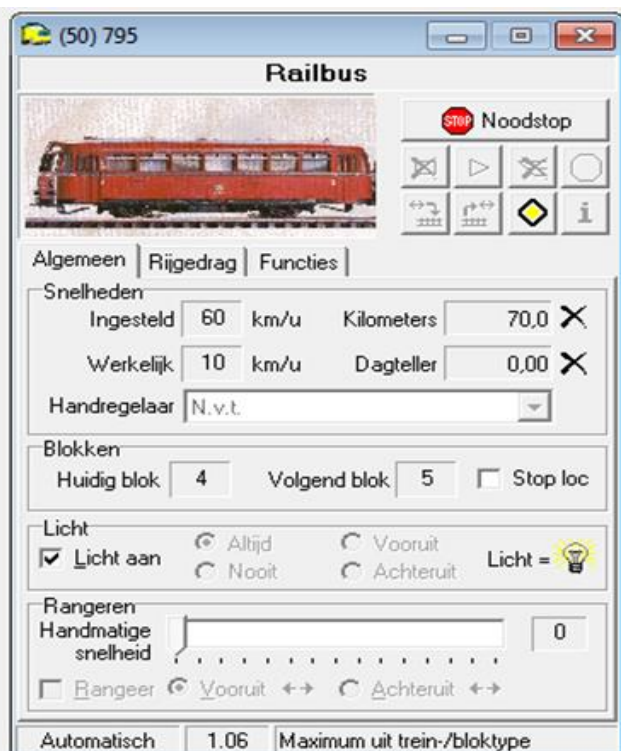 (50) 795
Railbus
STOP Noodstop
Algemeen Rijgedrag Functies
Snelheden
Ingesteld 60 km/u Kilometers 70,0
Werkelijk 10 km/u Dagteller 0,00
Handregelaar N.v.t.
Blokken
Huidig blok 4 Volgend blok 5 Stop loc
Licht
Licht aan Altijd Vooruit Licht =
Nooit Achteruit
Rangeren
Handmatige snelheid 0
Rangeer Vooruit Achteruit
Automatisch 1.06 Maximum uit trein-/bloktype